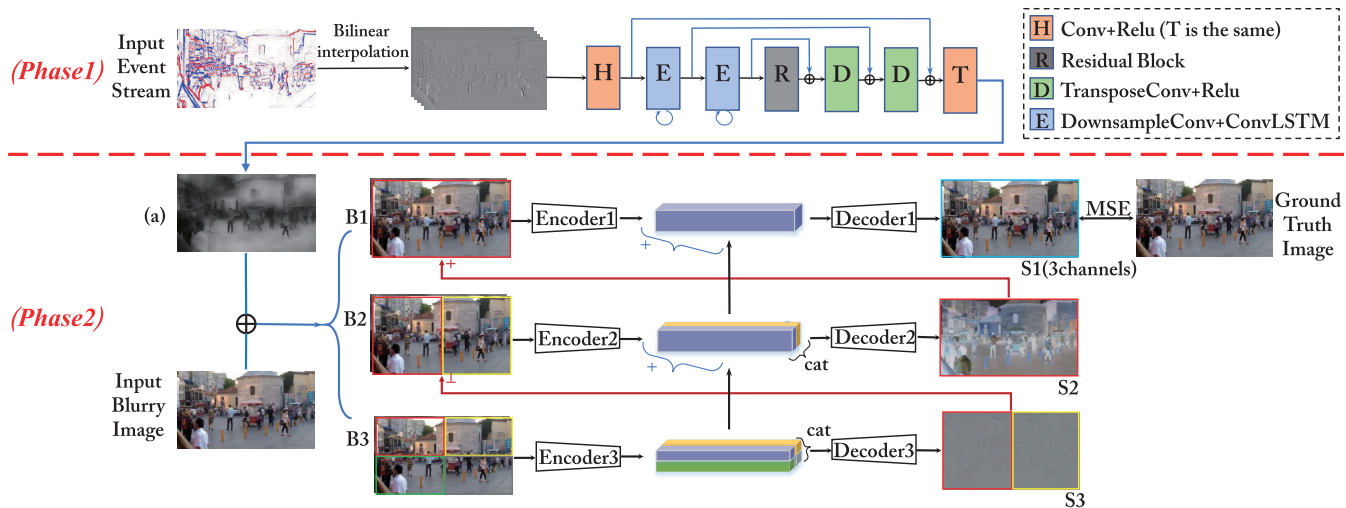 (Phase1)
Input
Event
Stream
Bilinear
interpolation
H
E
E
R
D
D
T
H Conv+Relu (T is the same)
R Residual Block
D TransposeConv+Relu
E DownsampleConv+ConvLSTM
(a)
B1
Encoder1
+
Decoder1
S1(3channels)
MSE
Ground
Truth
Image
+
(Phase2)
B2
Encoder2
+
cat
Decoder2
S2
Input
Blurry
Image
B3
Encoder3
cat
Decoder3
S3